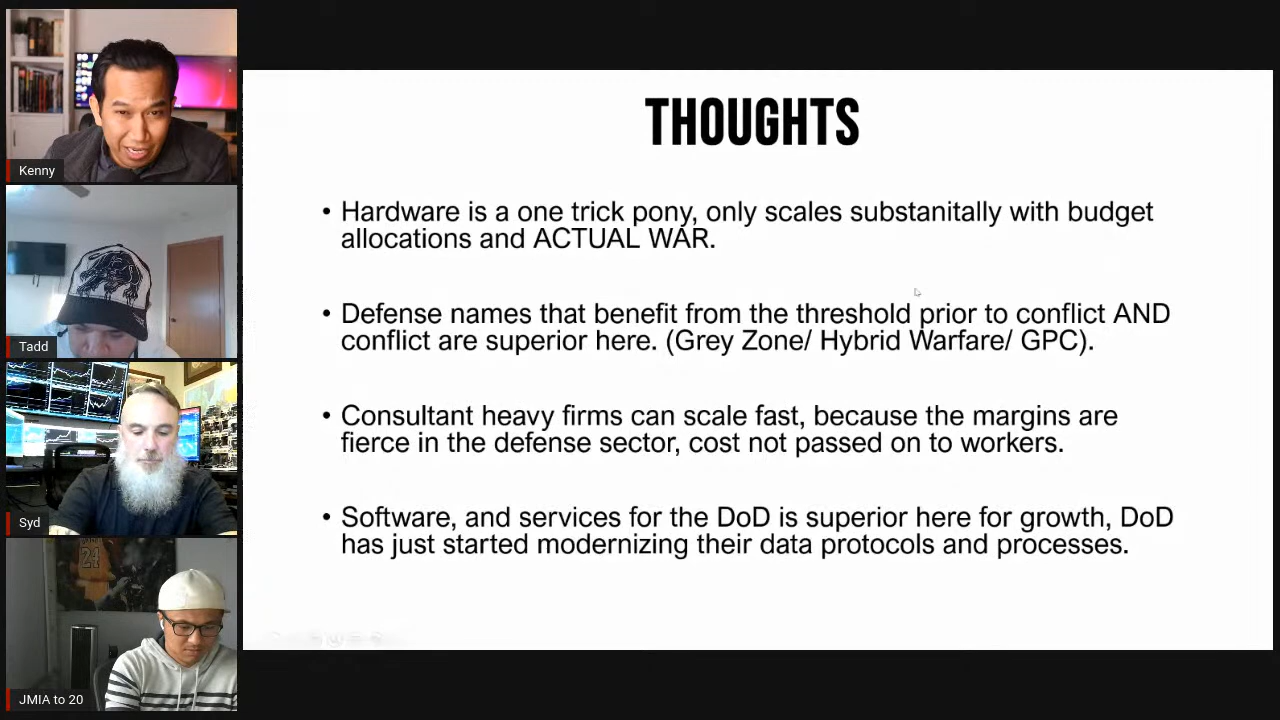 Kenny
Tadd
Syd
24
JMIA to 20
THOUGHTS
• Hardware is a one trick pony, only scales substanitally with budget
allocations and ACTUAL WAR.
• Defense names that benefit from the threshold prior to conflict AND
conflict are superior here. (Grey Zone/ Hybrid Warfare/ GPC).
• Consultant heavy firms can scale fast, because the margins are
fierce in the defense sector, cost not passed on to workers.
• Software, and services for the DoD is superior here for growth, DoD
has just started modernizing their data protocols and processes.